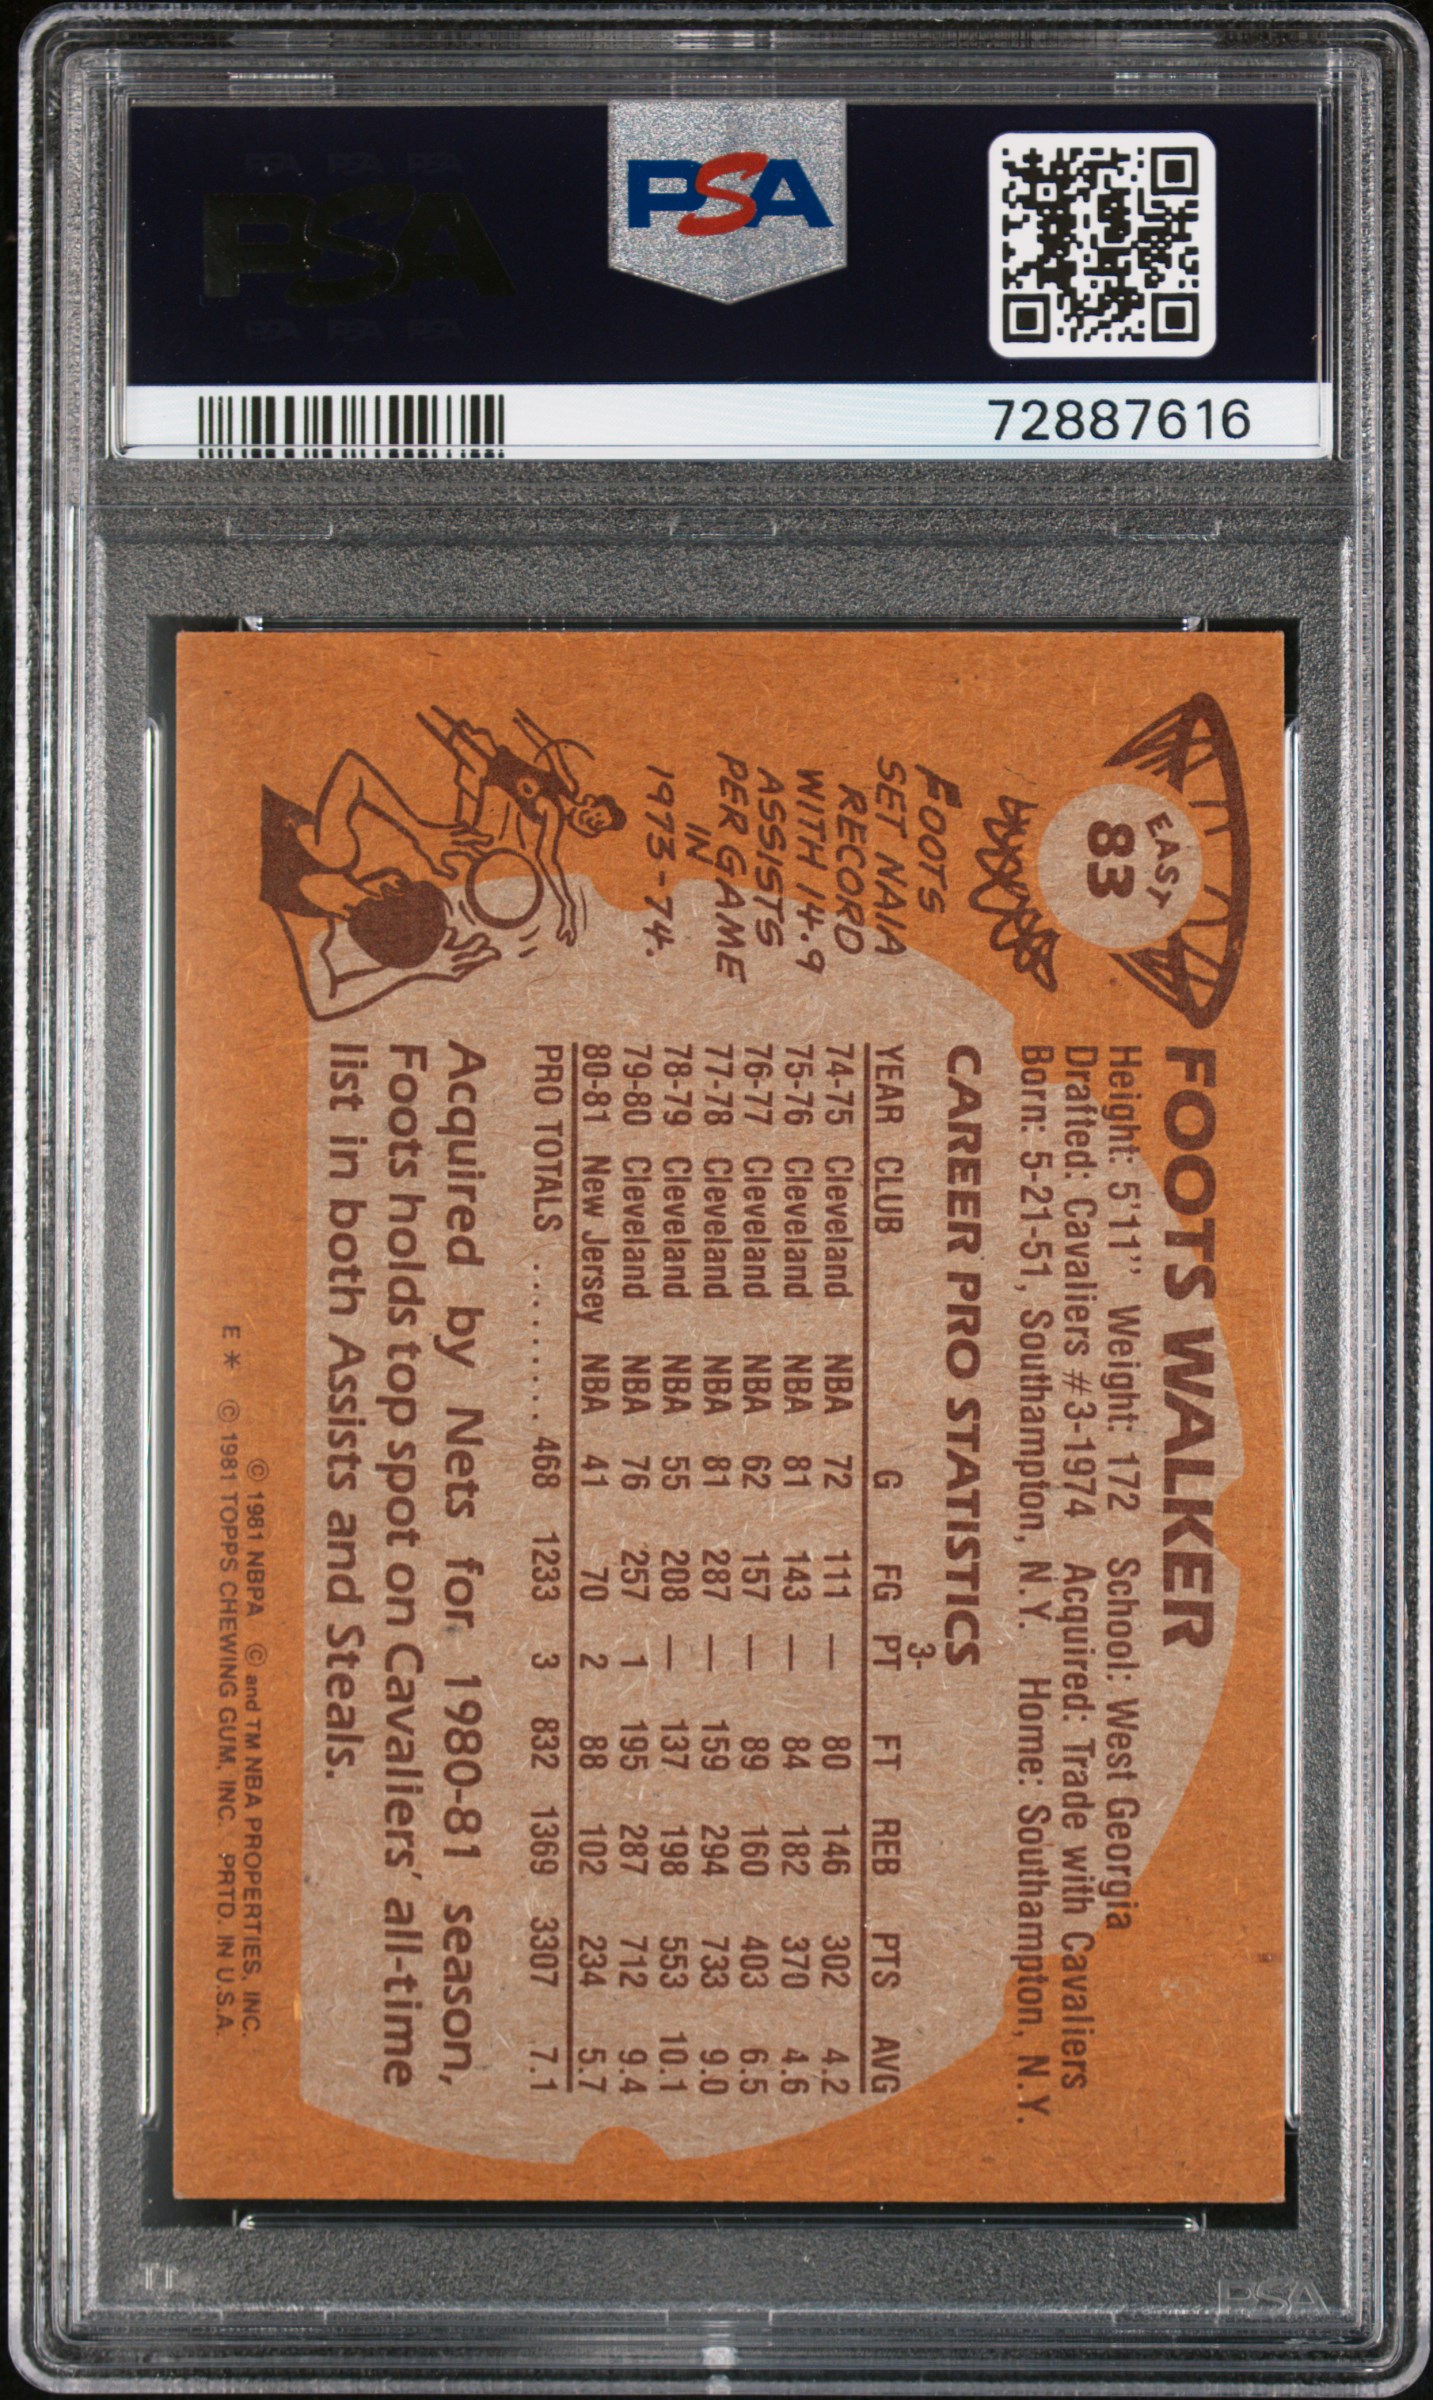 PSA PSA PSA
PSA
PSA PSA PSA
PSA
72887616
EAST
83
FOOTS WALKER
Height: 5'11" Weight: 172 School: West Georgia
Drafted: Cavaliers #3-1974 Acquired: Trade with Cavaliers
Born: 5-21-51, Southampton, N.Y. Home: Southampton, N.Y.
FOOTS
SET NAIA
RECORD
WITH 14.9
ASSISTS
PER GAME
IN
1973-74.
CAREER PRO STATISTICS
3-
YEAR CLUB G FG PT FT REB PTS AVG
74-75 Cleveland NBA 72 111 — 80 146 302 4.2
75-76 Cleveland NBA 81 143 — 84 182 370 4.6
76-77 Cleveland NBA 62 157 — 89 160 403 6.5
77-78 Cleveland NBA 81 287 — 159 294 733 9.0
78-79 Cleveland NBA 55 208 — 137 198 553 10.1
79-80 Cleveland NBA 76 257 1 195 287 712 9.4
80-81 New Jersey NBA 41 70 2 88 102 234 5.7
PRO TOTALS ......... 468 1233 3 832 1369 3307 7.1
Acquired by Nets for 1980-81 season,
Foots holds top spot on Cavaliers' all-time
list in both Assists and Steals.
© 1981 NBPA © and TM NBA PROPERTIES, INC.
E * © 1981 TOPPS CHEWING GUM, INC. PRTD. IN U.S.A.
PSA